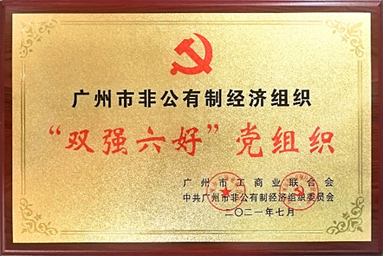 广州市非公有制经济组织
“双强六好”党组织
广州市工商业联合会
中共广州市非公有制经济组织委员会
二〇二一年七月